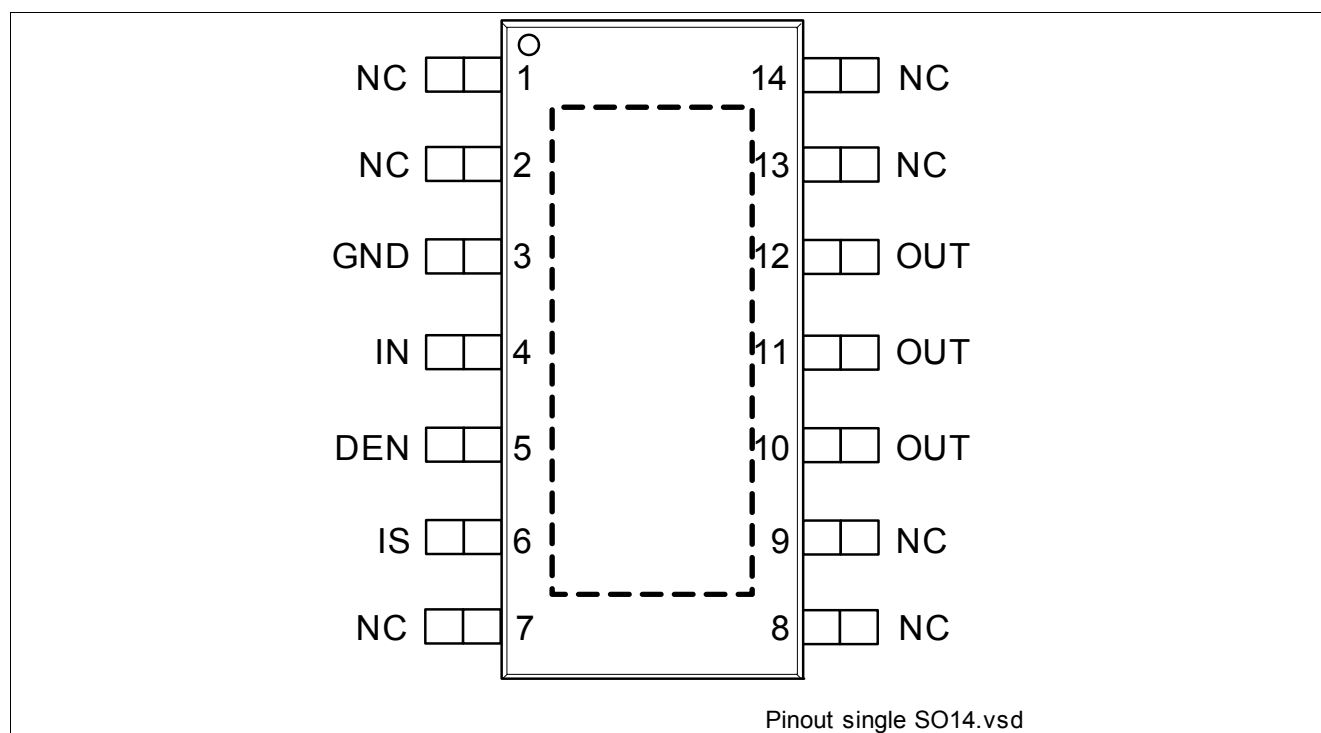 NC 1 14 NC
NC 2 13 NC
GND 3 12 OUT
IN 4 11 OUT
DEN 5 10 OUT
IS 6 9 NC
NC 7 8 NC
Pinout single SO14.vsd